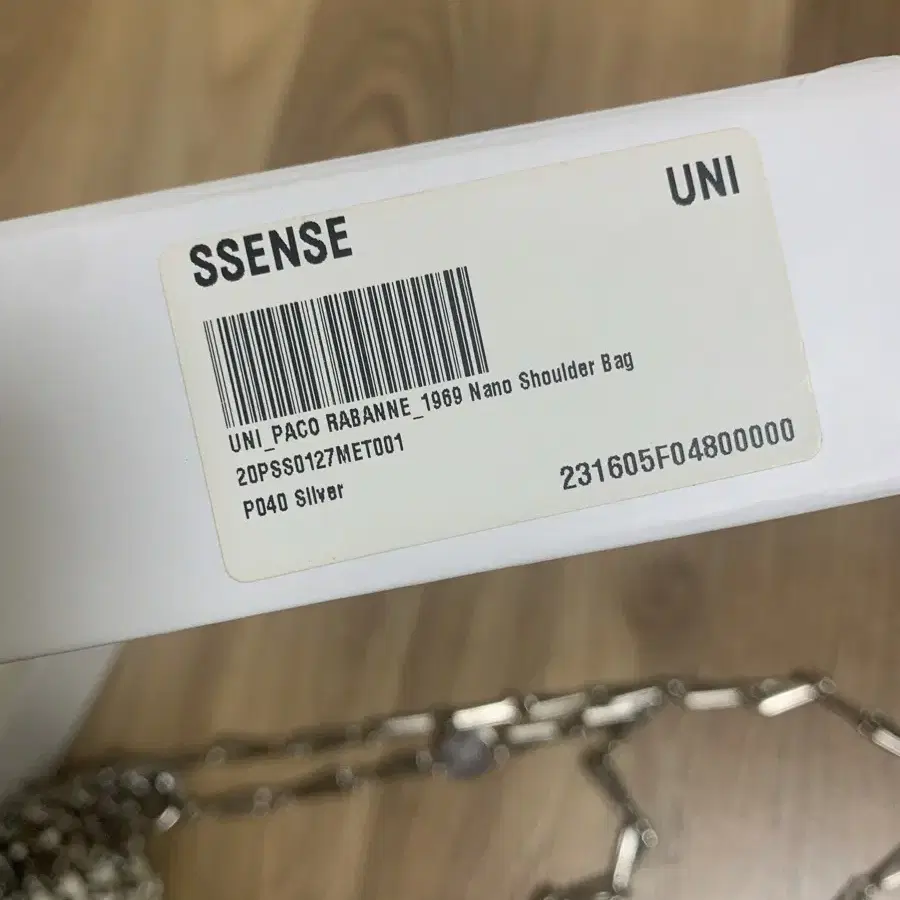 SSENSE
UNI
UNI_PACO RABANNE_1969 Nano Shoulder Bag
20PSS0127MET001
P040 Silver
231605F04800000